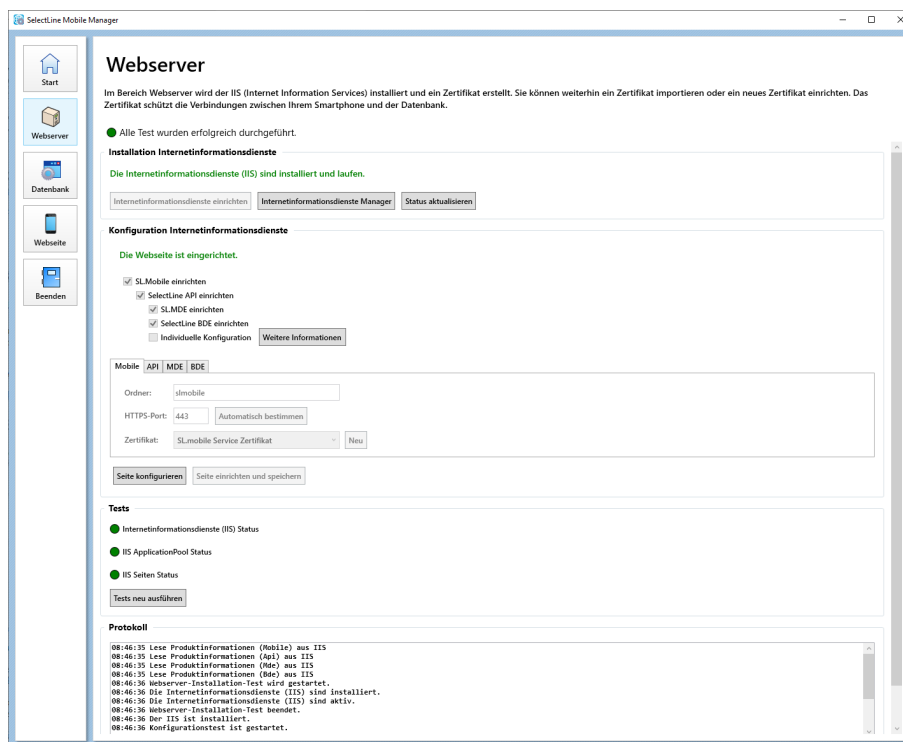 SelectLine Mobile Manager
Start
Webserver
Datenbank
Webseite
Beenden
Webserver
Im Bereich Webserver wird der IIS (Internet Information Services) installiert und ein Zertifikat erstellt. Sie können weiterhin ein Zertifikat importieren oder ein neues Zertifikat einrichten. Das
Zertifikat schützt die Verbindungen zwischen Ihrem Smartphone und der Datenbank.
Alle Test wurden erfolgreich durchgeführt.
Installation Internetinformationsdienste
Die Internetinformationsdienste (IIS) sind installiert und laufen.
Internetinformationsdienste einrichten Internetinformationsdienste Manager Status aktualisieren
Konfiguration Internetinformationsdienste
Die Webseite ist eingerichtet.
SL.Mobile einrichten
SelectLine API einrichten
SL.MDE einrichten
SelectLine BDE einrichten
Individuelle Konfiguration Weitere Informationen
Mobile API MDE BDE
Ordner: slmobile
HTTPS-Port: 443 Automatisch bestimmen
Zertifikat: SL.mobile Service Zertifikat Neu
Seite konfigurieren Seite einrichten und speichern
Tests
Internetinformationsdienste (IIS) Status
IIS ApplicationPool Status
IIS Seiten Status
Tests neu ausführen
Protokoll
08:46:35 Lese Produktinformationen (Mobile) aus IIS
08:46:35 Lese Produktinformationen (Api) aus IIS
08:46:35 Lese Produktinformationen (Mde) aus IIS
08:46:35 Lese Produktinformationen (Bde) aus IIS
08:46:36 Webserver-Installation-Test wird gestartet.
08:46:36 Die Internetinformationsdienste (IIS) sind installiert.
08:46:36 Die Internetinformationsdienste (IIS) sind aktiv.
08:46:36 Webserver-Installation-Test beendet.
08:46:36 Der IIS ist installiert.
08:46:36 Konfigurationstest ist gestartet.